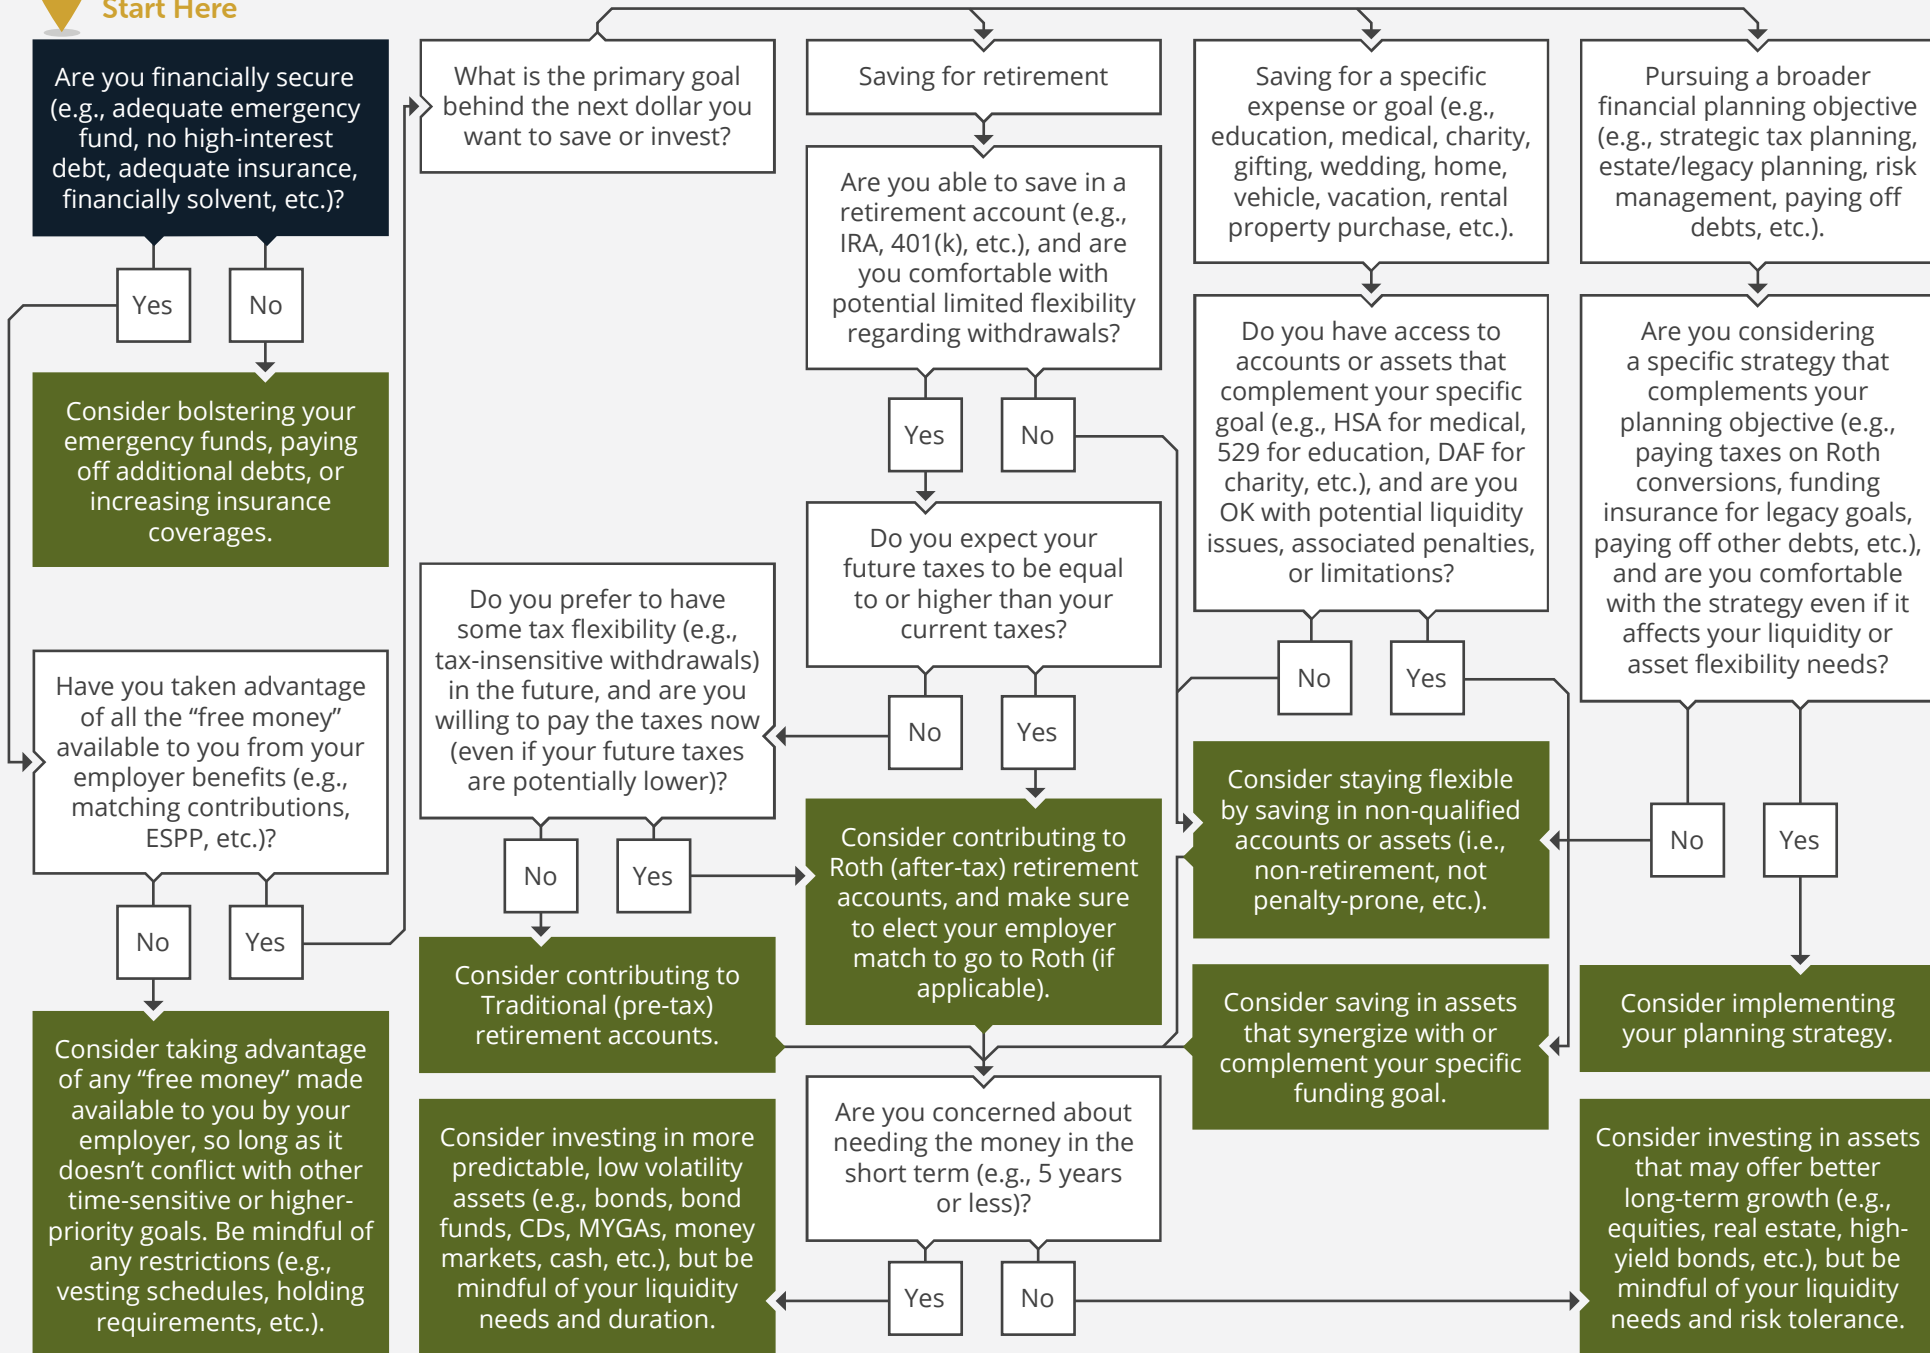 Start Here
Are you financially secure
(e.g., adequate emergency
fund, no high-interest
debt, adequate insurance,
financially solvent, etc.)?
Yes
No
Consider bolstering your
emergency funds, paying
off additional debts, or
increasing insurance
coverages.
Have you taken advantage
of all the “free money”
available to you from your
employer benefits (e.g.,
matching contributions,
ESPP, etc.)?
No
Yes
Consider taking advantage
of any “free money” made
available to you by your
employer, so long as it
doesn’t conflict with other
time-sensitive or higher-
priority goals. Be mindful of
any restrictions (e.g.,
vesting schedules, holding
requirements, etc.).
What is the primary goal
behind the next dollar you
want to save or invest?
Saving for retirement
Are you able to save in a
retirement account (e.g.,
IRA, 401(k), etc.), and are
you comfortable with
potential limited flexibility
regarding withdrawals?
Yes
No
Do you expect your
future taxes to be equal
to or higher than your
current taxes?
No
Yes
Do you prefer to have
some tax flexibility (e.g.,
tax-insensitive withdrawals)
in the future, and are you
willing to pay the taxes now
(even if your future taxes
are potentially lower)?
No
Yes
Consider contributing to
Traditional (pre-tax)
retirement accounts.
Consider contributing to
Roth (after-tax) retirement
accounts, and make sure
to elect your employer
match to go to Roth (if
applicable).
Saving for a specific
expense or goal (e.g.,
education, medical, charity,
gifting, wedding, home,
vehicle, vacation, rental
property purchase, etc.).
Do you have access to
accounts or assets that
complement your specific
goal (e.g., HSA for medical,
529 for education, DAF for
charity, etc.), and are you
OK with potential liquidity
issues, associated penalties,
or limitations?
No
Yes
Consider staying flexible
by saving in non-qualified
accounts or assets (i.e.,
non-retirement, not
penalty-prone, etc.).
Consider saving in assets
that synergize with or
complement your specific
funding goal.
Pursuing a broader
financial planning objective
(e.g., strategic tax planning,
estate/legacy planning, risk
management, paying off
debts, etc.).
Are you considering
a specific strategy that
complements your
planning objective (e.g.,
paying taxes on Roth
conversions, funding
insurance for legacy goals,
paying off other debts, etc.),
and are you comfortable
with the strategy even if it
affects your liquidity or
asset flexibility needs?
No
Yes
Consider implementing
your planning strategy.
Are you concerned about
needing the money in the
short term (e.g., 5 years
or less)?
Yes
No
Consider investing in more
predictable, low volatility
assets (e.g., bonds, bond
funds, CDs, MYGAs, money
markets, cash, etc.), but be
mindful of your liquidity
needs and duration.
Consider investing in assets
that may offer better
long-term growth (e.g.,
equities, real estate, high-
yield bonds, etc.), but be
mindful of your liquidity
needs and risk tolerance.